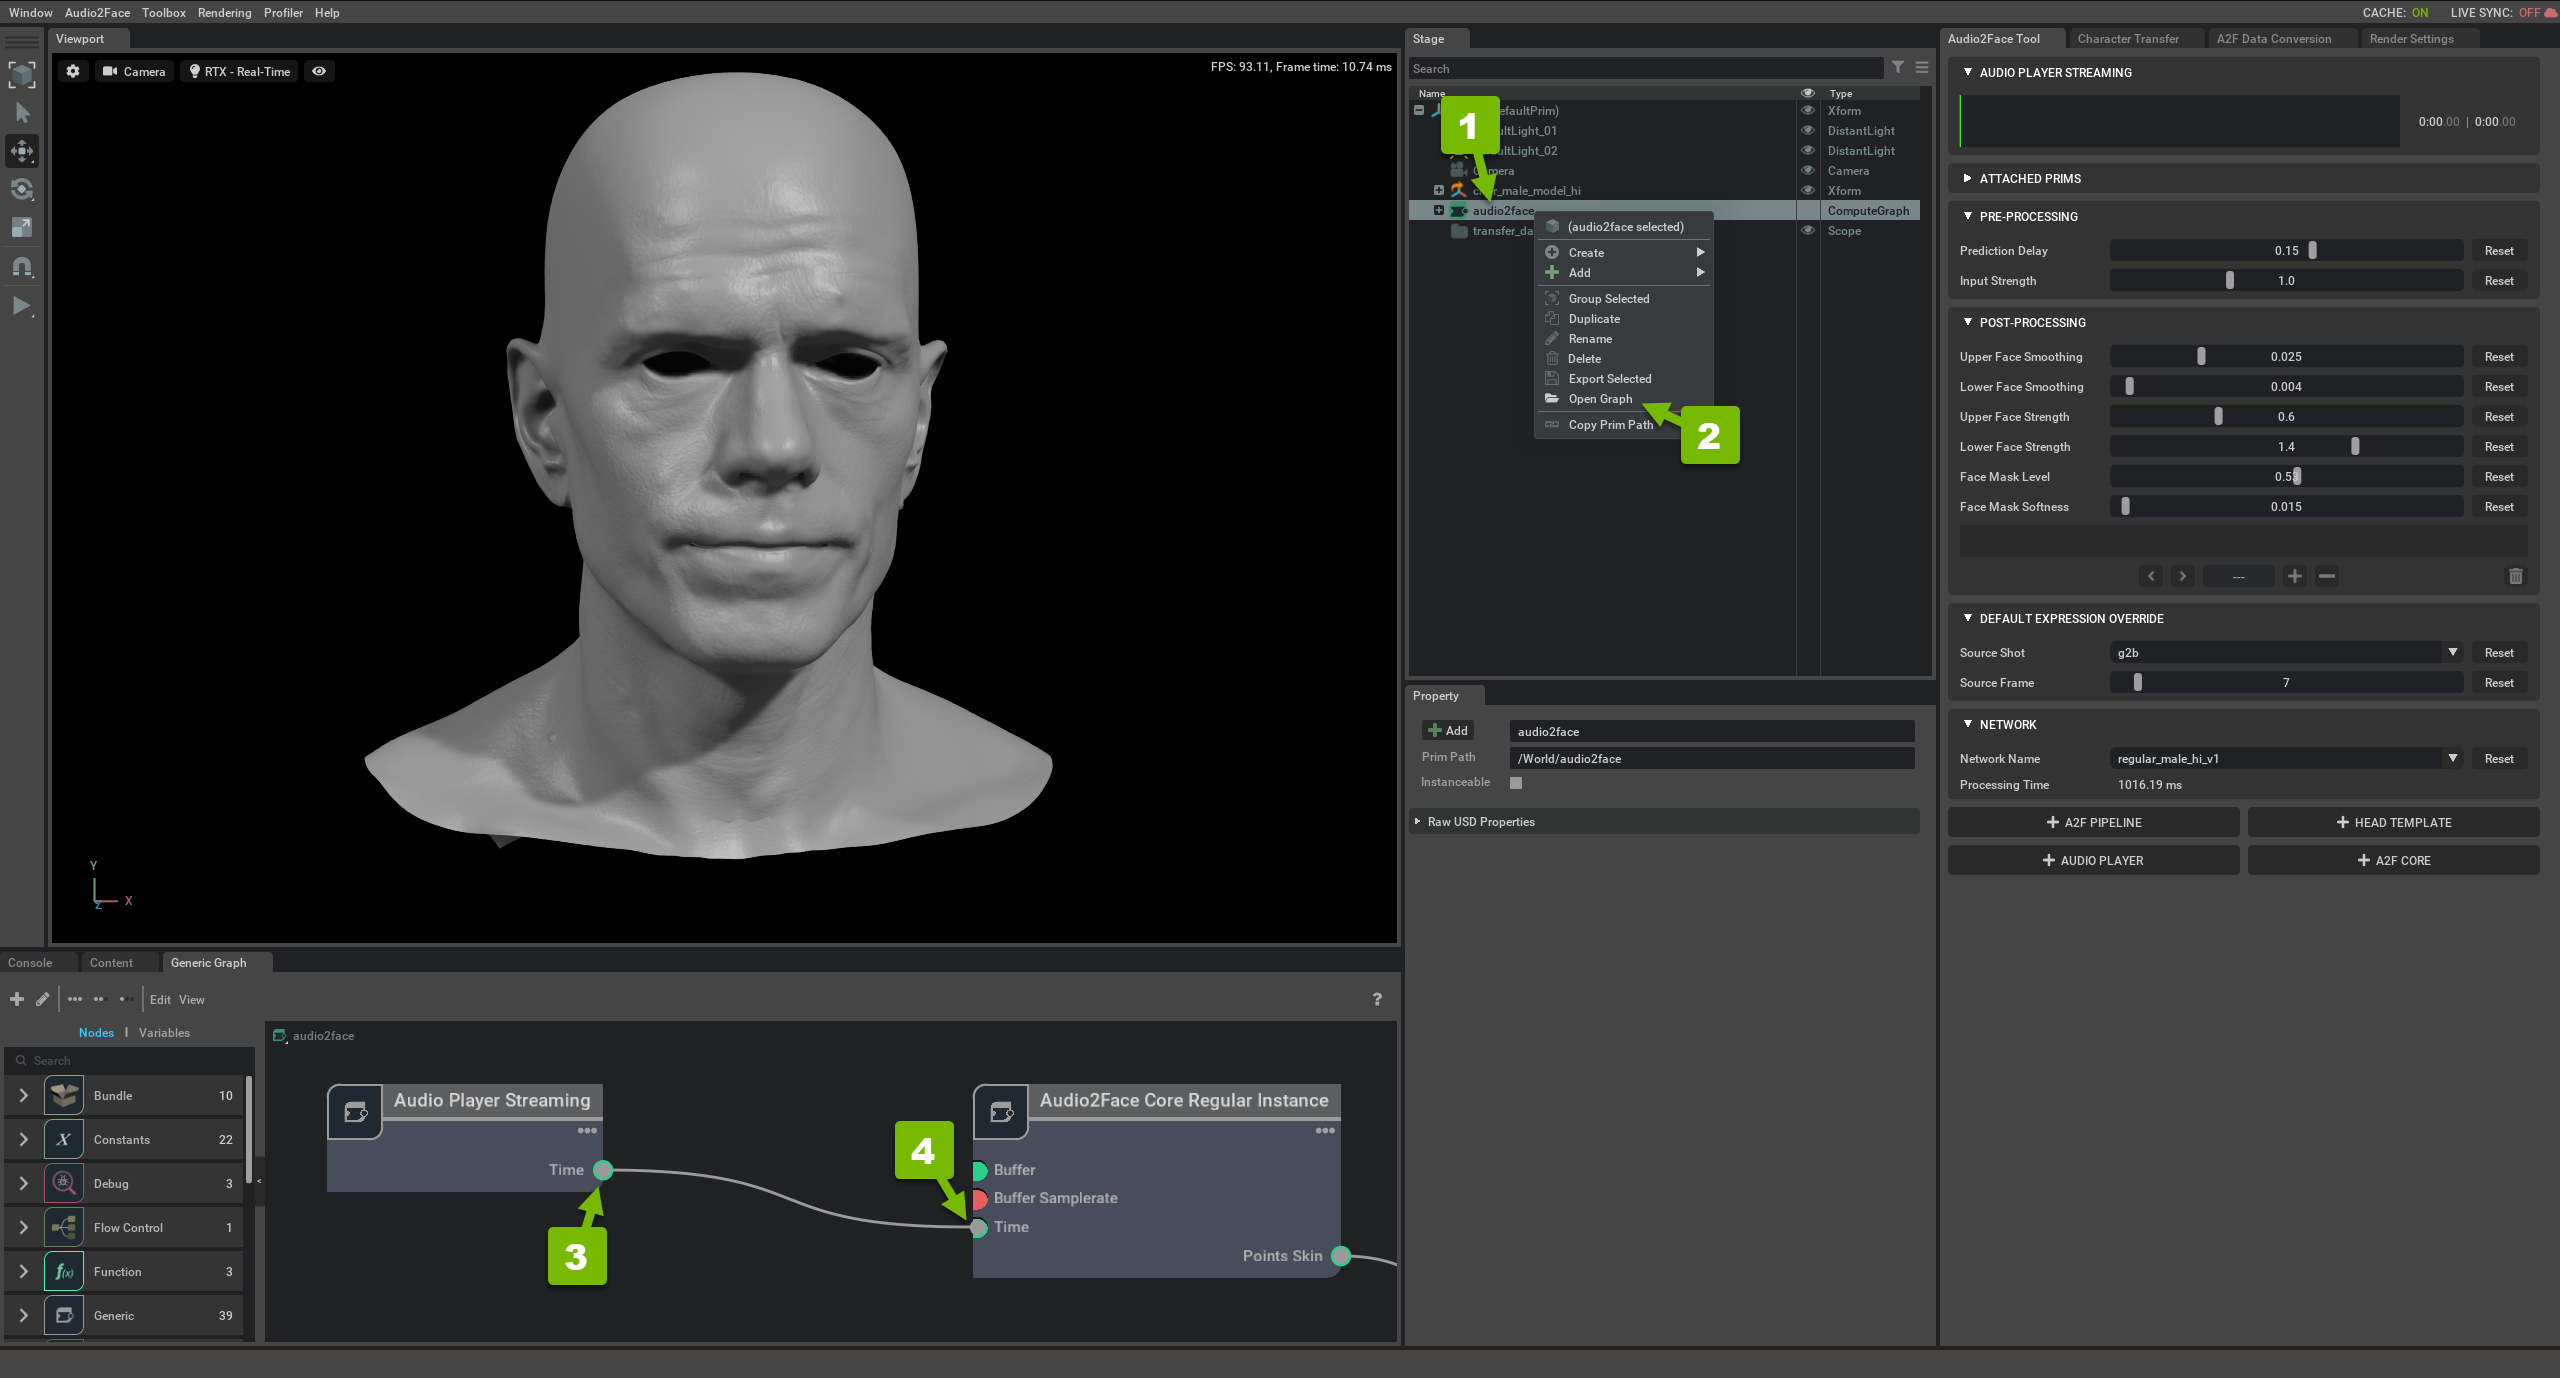 Window Audio2Face Toolbox Rendering Profiler Help
CACHE: ON LIVE SYNC: OFF
Viewport
Camera
RTX - Real-Time
FPS: 93.11, Frame time: 10.74 ms
Y
X
Z
Stage
Search
Name Type
efaultPrim) Xform
ultLight_01 DistantLight
ultLight_02 DistantLight
mera Camera
ch r_male_model_hi Xform
audio2face ComputeGraph
transfer_da Scope
1
(audio2face selected)
Create
Add
Group Selected
Duplicate
Rename
Delete
Export Selected
Open Graph
Copy Prim Path
2
Property
Add audio2face
Prim Path /World/audio2face
Instanceable
Raw USD Properties
Audio2Face Tool Character Transfer A2F Data Conversion Render Settings
AUDIO PLAYER STREAMING
0:00.00 | 0:00.00
ATTACHED PRIMS
PRE-PROCESSING
Prediction Delay 0.15 Reset
Input Strength 1.0 Reset
POST-PROCESSING
Upper Face Smoothing 0.025 Reset
Lower Face Smoothing 0.004 Reset
Upper Face Strength 0.6 Reset
Lower Face Strength 1.4 Reset
Face Mask Level 0.53 Reset
Face Mask Softness 0.015 Reset
---
DEFAULT EXPRESSION OVERRIDE
Source Shot g2b Reset
Source Frame 7 Reset
NETWORK
Network Name regular_male_hi_v1 Reset
Processing Time 1016.19 ms
+ A2F PIPELINE + HEAD TEMPLATE
+ AUDIO PLAYER + A2F CORE
Console Content Generic Graph
Edit View ?
Nodes | Variables
Search
Bundle 10
X Constants 22
Debug 3
Flow Control 1
f(x) Function 3
Generic 39
<
audio2face
Audio Player Streaming
Time
3
4
Audio2Face Core Regular Instance
Buffer
Buffer Samplerate
Time
Points Skin